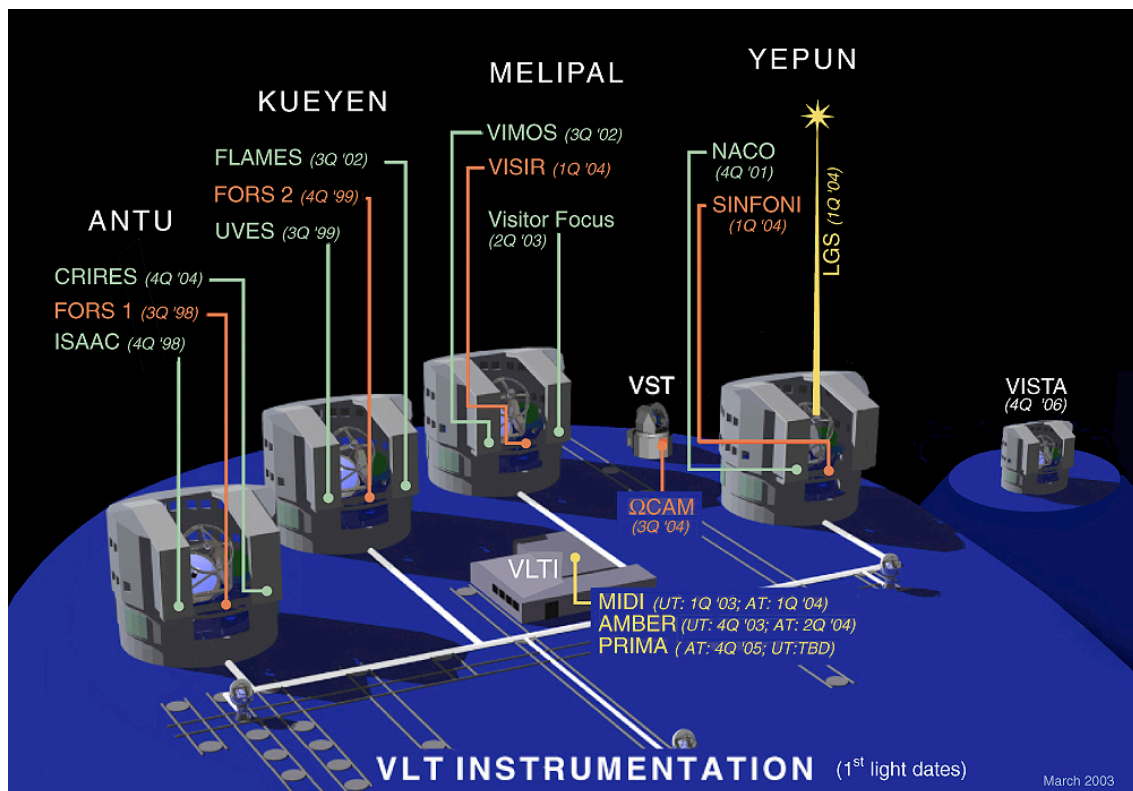 YEPUN
MELIPAL
KUEYEN
ANTU
VIMOS (3Q '02)
VISIR (1Q '04)
Visitor Focus
(2Q '03)
NACO
(4Q '01)
SINFONI
(1Q '04)
LGS (1Q '04)
FLAMES (3Q '02)
FORS 2 (4Q '99)
UVES (3Q '99)
CRIRES (4Q '04)
FORS 1 (3Q '98)
ISAAC (4Q '98)
VST
VISTA
(4Q '06)
ΩCAM
(3Q '04)
VLTI
MIDI (UT: 1Q '03; AT: 1Q '04)
AMBER (UT: 4Q '03; AT: 2Q '04)
PRIMA ( AT: 4Q '05; UT:TBD)
VLT INSTRUMENTATION (1st light dates)
March 2003